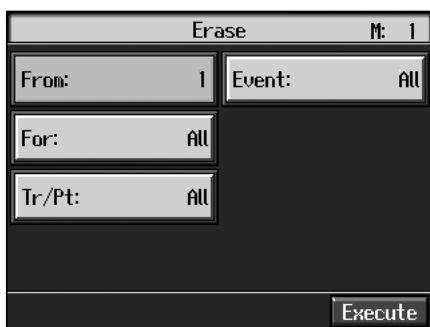 Erase M: 1
From: 1 Event: All
For: All
Tr/Pt: All
Execute